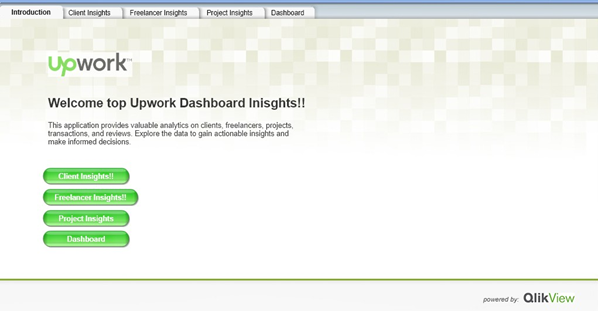 Introduction Client Insights Freelancer Insights Project Insights Dashboard
upwork™
Welcome top Upwork Dashboard Inisghts!!
This application provides valuable analytics on clients, freelancers, projects,
transactions, and reviews. Explore the data to gain actionable insights and
make informed decisions.
Client Insights!!
Freelancer Insights!!
Project Insights
Dashboard
powered by: QlikView